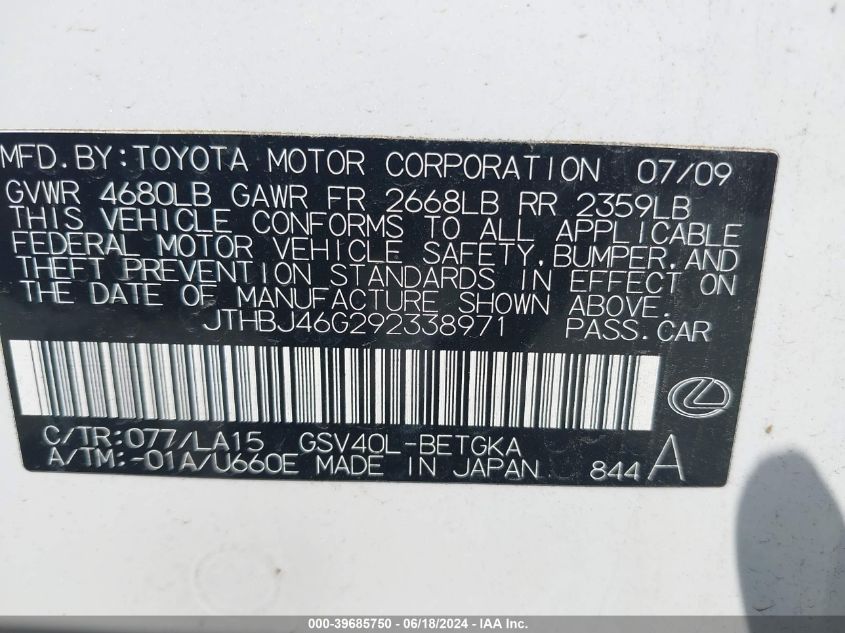 MFD. BY: TOYOTA MOTOR CORPORATION 07/09
GVWR 4680LB GAWR FR 2668LB RR 2359LB
THIS VEHICLE CONFORMS TO ALL APPLICABLE
FEDERAL MOTOR VEHICLE SAFETY, BUMPER, AND
THEFT PREVENTION STANDARDS IN EFFECT ON
THE DATE OF MANUFACTURE SHOWN ABOVE.
JTHBJ46G292338971 PASS. CAR
C/TR: 077/LA15 GSV40L-BETGKA
A/TM: -01A/U660E MADE IN JAPAN 844 A
000-39685750 - 06/18/2024 - IAA Inc.